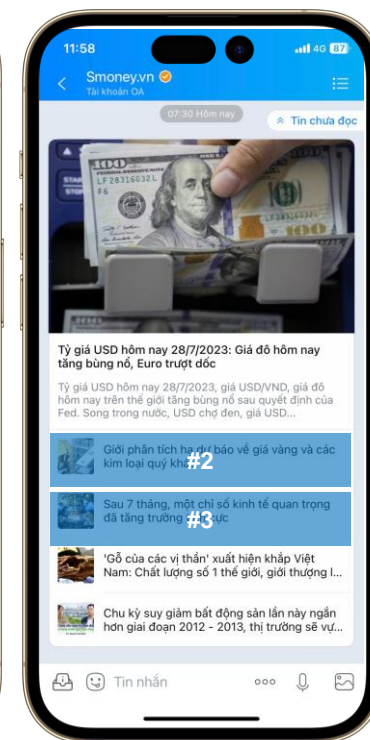 11:58
4G 87
Smoney.vn
Tài khoản OA
07:30 Hôm nay
Tin chưa đọc
100
LF 28316032 L
F6
100
Tỷ giá USD hôm nay 28/7/2023: Giá đô hôm nay
tăng bùng nổ, Euro trượt dốc
Tỷ giá USD hôm nay 28/7/2023, giá USD/VND, giá đô
hôm nay trên thế giới tăng bùng nổ sau quyết định của
Fed. Song trong nước, USD chợ đen, giá USD...
Giới phân tích hạ dự báo về giá vàng và các
kim loại quý
#2
Sau 7 tháng, một chỉ số kinh tế quan trọng
đã tăng trưởng cực
#3
'Gỗ của các vị thần' xuất hiện khắp Việt
Nam: Chất lượng số 1 thế giới, giới thượng l...
Chu kỳ suy giảm bất động sản lần này ngắn
hơn giai đoạn 2012 - 2013, thị trường sẽ vự...
Tin nhắn